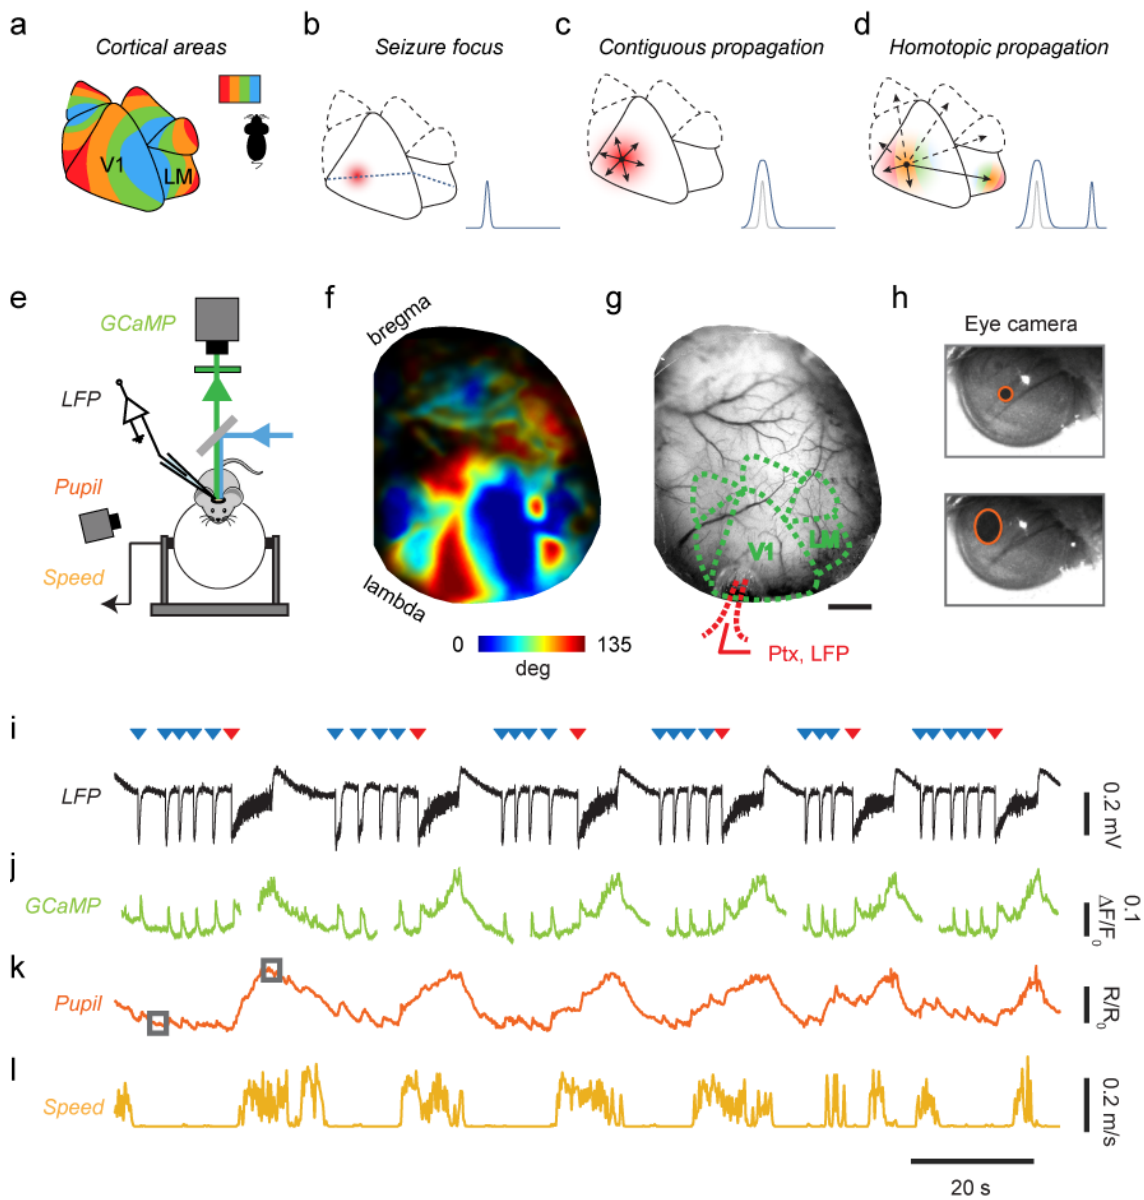 a
Cortical areas
V1
LM
b
Seizure focus
c
Contiguous propagation
d
Homotopic propagation
e
GCaMP
LFP
Pupil
Speed
f
bregma
lambda
0
135
deg
g
V1
LM
Ptx, LFP
h
Eye camera
i
LFP
0.2 mV
j
GCaMP
0.1
ΔF/F₀
k
Pupil
R/R₀
l
Speed
0.2 m/s
20 s